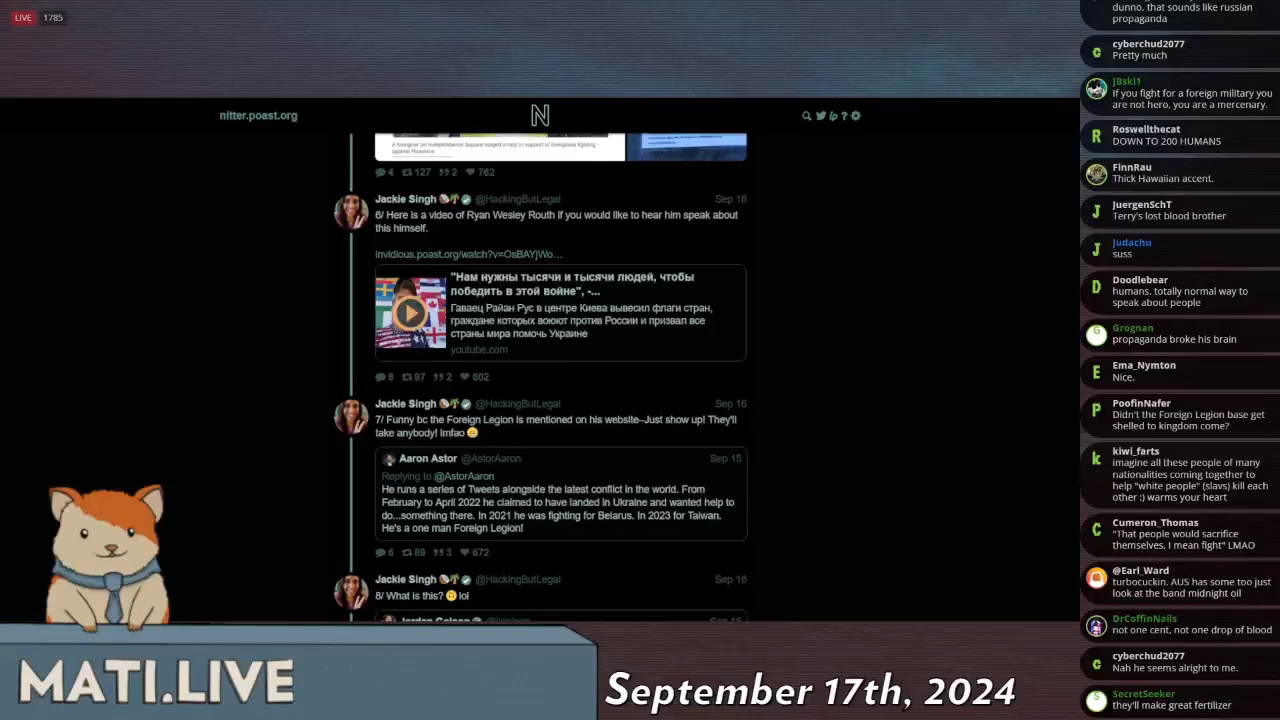 LIVE 1785
nitter.poast.org
A foreigner on Independence Square staged a rally in support of foreigners fighting
against Russians
4 127 2 762
Jackie Singh @HackingButLegal Sep 16
6/ Here is a video of Ryan Wesley Routh if you would like to hear him speak about
this himself.
invidious.poast.org/watch?v=OsBAYjWo…
"Нам нужны тысячи и тысячи людей, чтобы
победить в этой войне", -...
Гаваец Райан Рус в центре Киева вывесил флаги стран,
граждане которых воюют против России и призвал все
страны мира помочь Украине
youtube.com
8 97 2 602
Jackie Singh @HackingButLegal Sep 16
7/ Funny bc the Foreign Legion is mentioned on his website–Just show up! They'll
take anybody! lmfao
Aaron Astor @AstorAaron Sep 15
Replying to @AstorAaron
He runs a series of Tweets alongside the latest conflict in the world. From
February to April 2022 he claimed to have landed in Ukraine and wanted help to
do...something there. In 2021 he was fighting for Belarus. In 2023 for Taiwan.
He's a one man Foreign Legion!
6 89 3 672
Jackie Singh @HackingButLegal Sep 16
8/ What is this? lol
MATI.LIVE
September 17th, 2024
dunno, that sounds like russian
propaganda
cyberchud2077
Pretty much
JBskl1
If you fight for a foreign military you
are not hero, you are a mercenary.
Roswellthecat
DOWN TO 200 HUMANS
FinnRau
Thick Hawaiian accent.
JuergenSchT
Terry's lost blood brother
Judachu
suss
Doodlebear
humans, totally normal way to
speak about people
Grognan
propaganda broke his brain
Ema_Nymton
Nice.
PoofinNafer
Didn't the Foreign Legion base get
shelled to kingdom come?
kiwi_farts
imagine all these people of many
nationalities coming together to
help "white people" (slavs) kill each
other :) warms your heart
Cumeron_Thomas
"That people would sacrifice
themselves, I mean fight" LMAO
@Earl_Ward
turbocuckin. AUS has some too just
look at the band midnight oil
DrCoffinNails
not one cent, not one drop of blood
cyberchud2077
Nah he seems alright to me.
SecretSeeker
they'll make great fertilizer